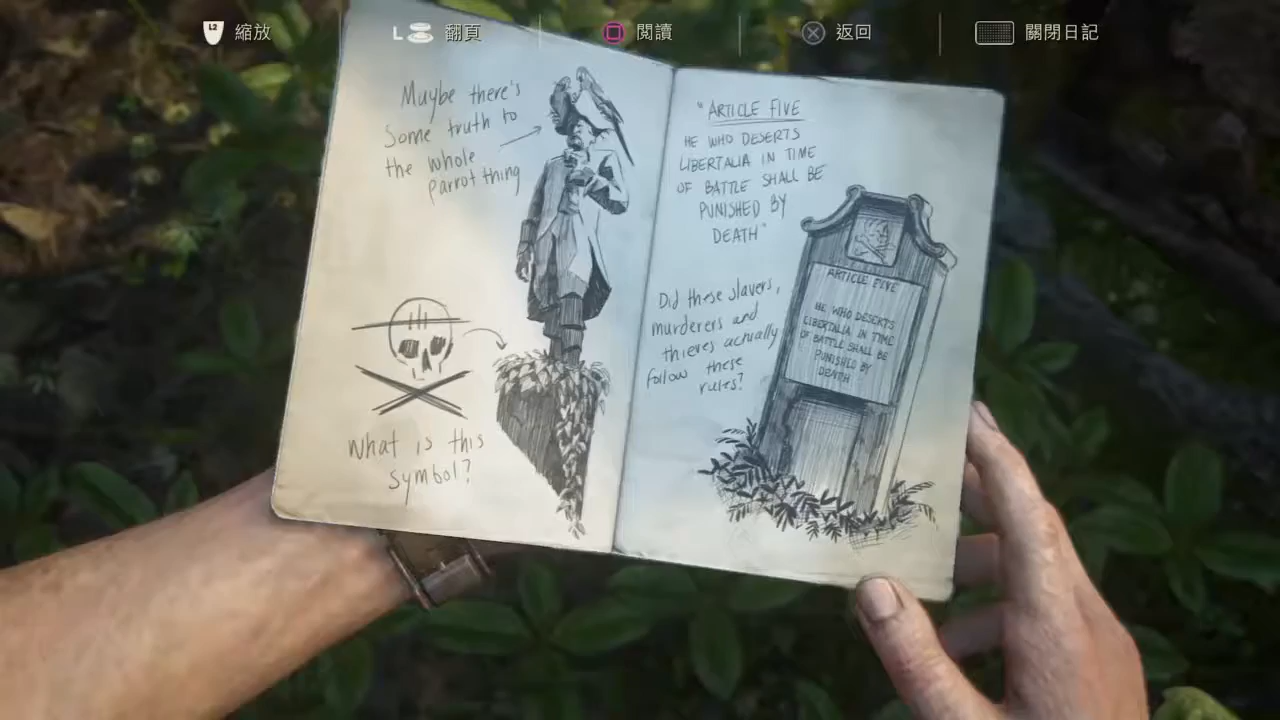 L2 縮放
L 翻頁
閱讀
返回
關閉日記
Maybe there's
Some truth to
the whole
parrot thing
What is this
symbol?
"ARTICLE FIVE
HE WHO DESERTS
LIBERTALIA IN TIME
OF BATTLE SHALL BE
PUNISHED BY
DEATH"
Did these slavers,
murderers and
thieves actually
follow these
rules?
ARTICLE FIVE
HE WHO DESERTS
LIBERTALIA IN TIME
OF BATTLE SHALL BE
PUNISHED BY
DEATH